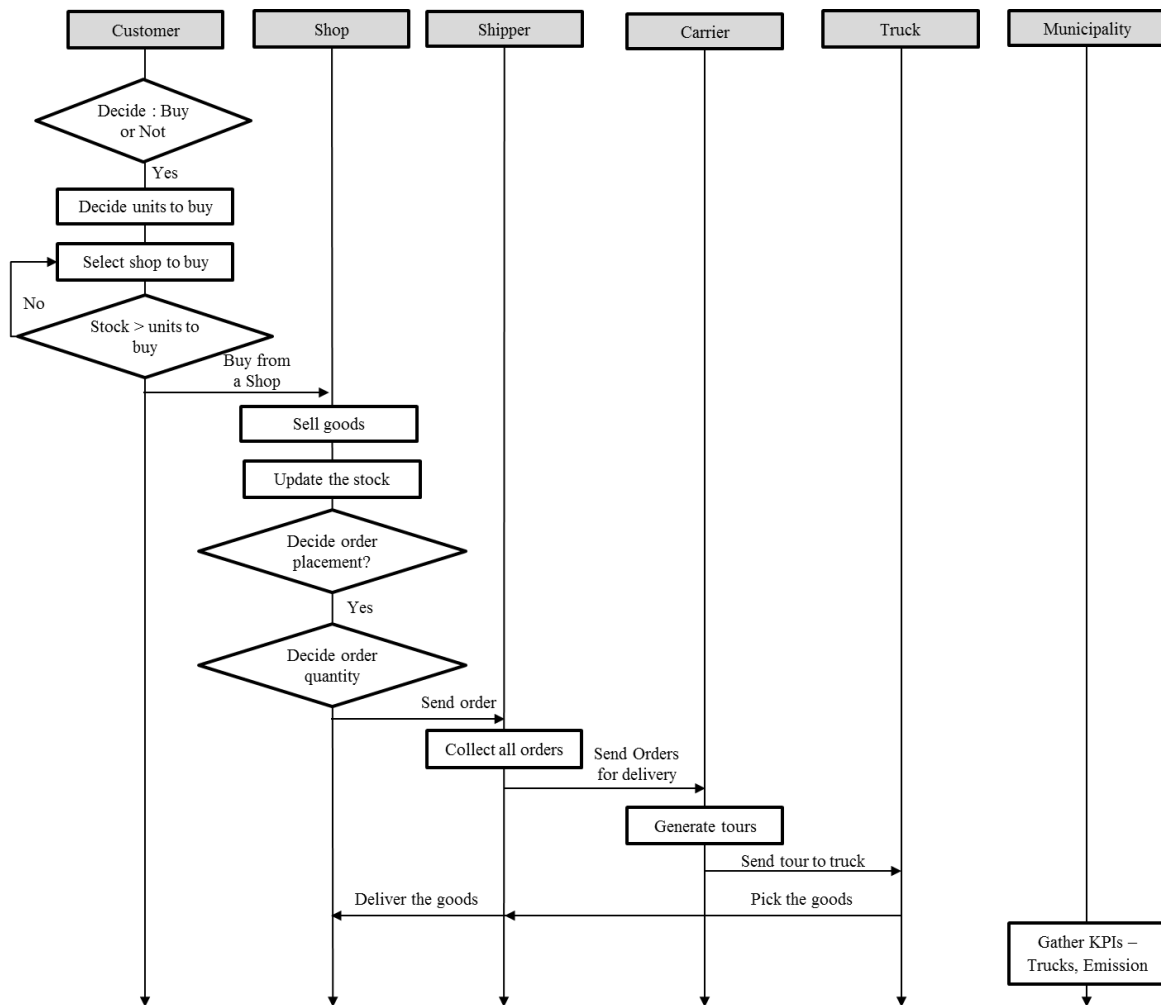 Customer
Shop
Shipper
Carrier
Truck
Municipality
Decide : Buy
or Not
Yes
Decide units to buy
Select shop to buy
No
Stock > units to
buy
Buy from
a Shop
Sell goods
Update the stock
Decide order
placement?
Yes
Decide order
quantity
Send order
Collect all orders
Send Orders
for delivery
Generate tours
Send tour to truck
Deliver the goods
Pick the goods
Gather KPIs –
Trucks, Emission